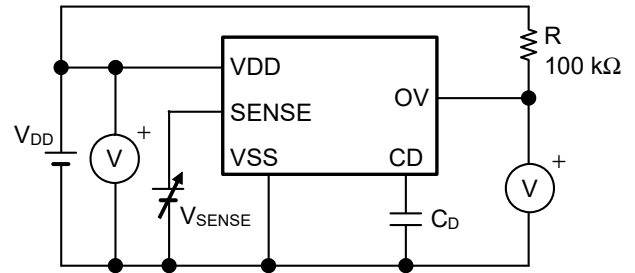 R
100 kΩ
VDD
OV
SENSE
VSS
CD
VDD
+
V
VSENSE
CD
+
V